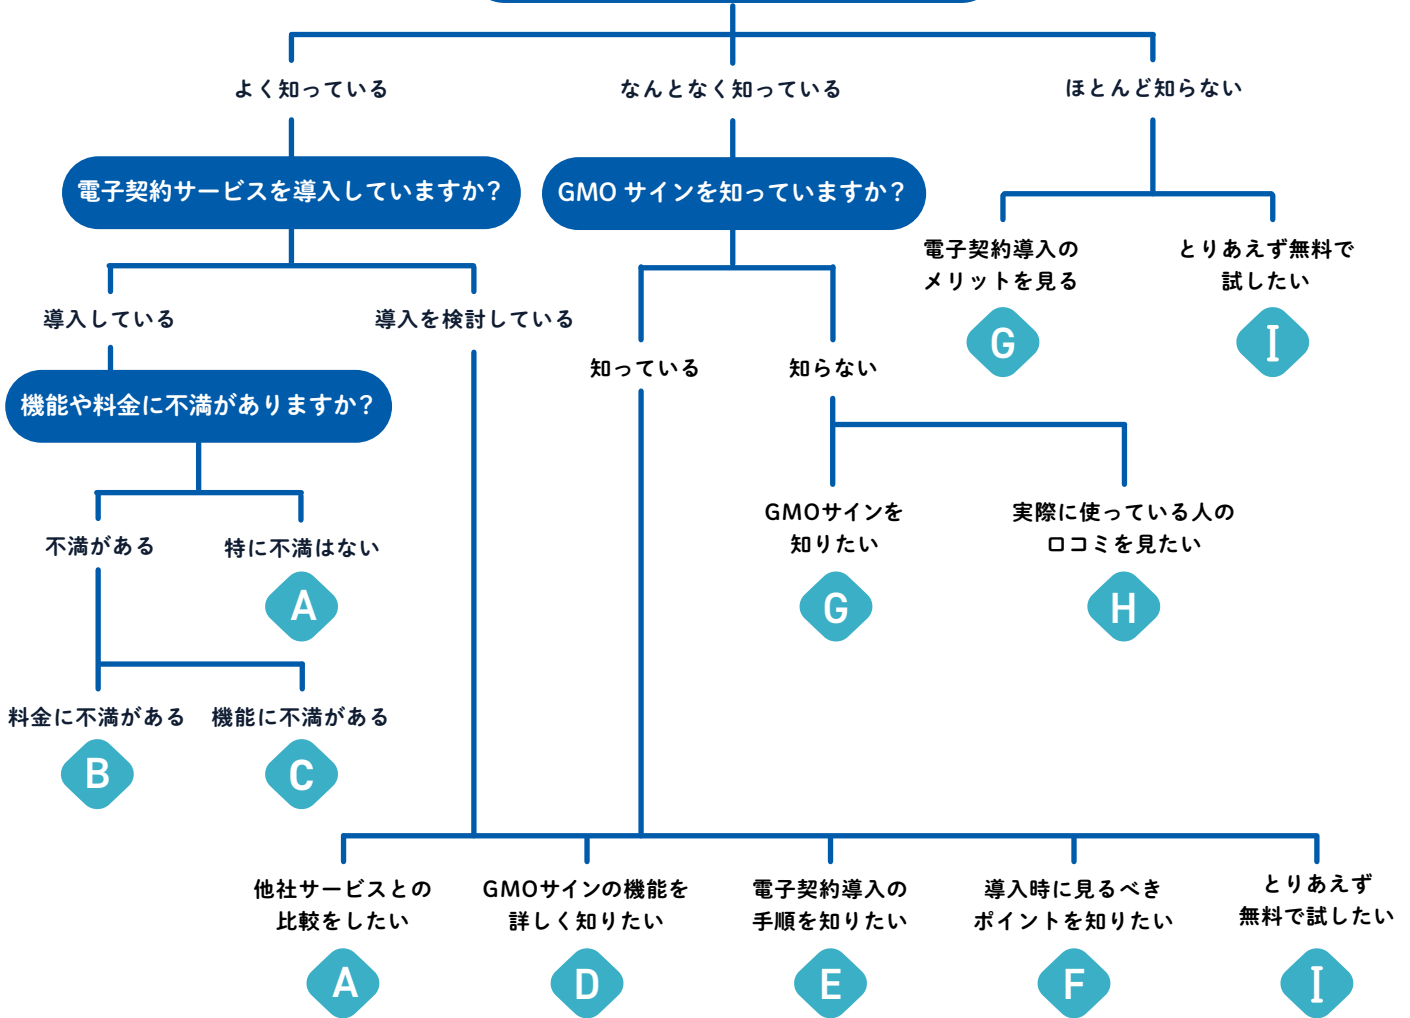 よく知っている
なんとなく知っている
ほとんど知らない
電子契約サービスを導入していますか？
GMO サインを知っていますか？
電子契約導入の
メリットを見る
G
とりあえず無料で
試したい
I
導入している
導入を検討している
知っている
知らない
機能や料金に不満がありますか？
不満がある
特に不満はない
A
GMOサインを
知りたい
G
実際に使っている人の
口コミを見たい
H
料金に不満がある
B
機能に不満がある
C
他社サービスとの
比較をしたい
A
GMOサインの機能を
詳しく知りたい
D
電子契約導入の
手順を知りたい
E
導入時に見るべき
ポイントを知りたい
F
とりあえず
無料で試したい
I